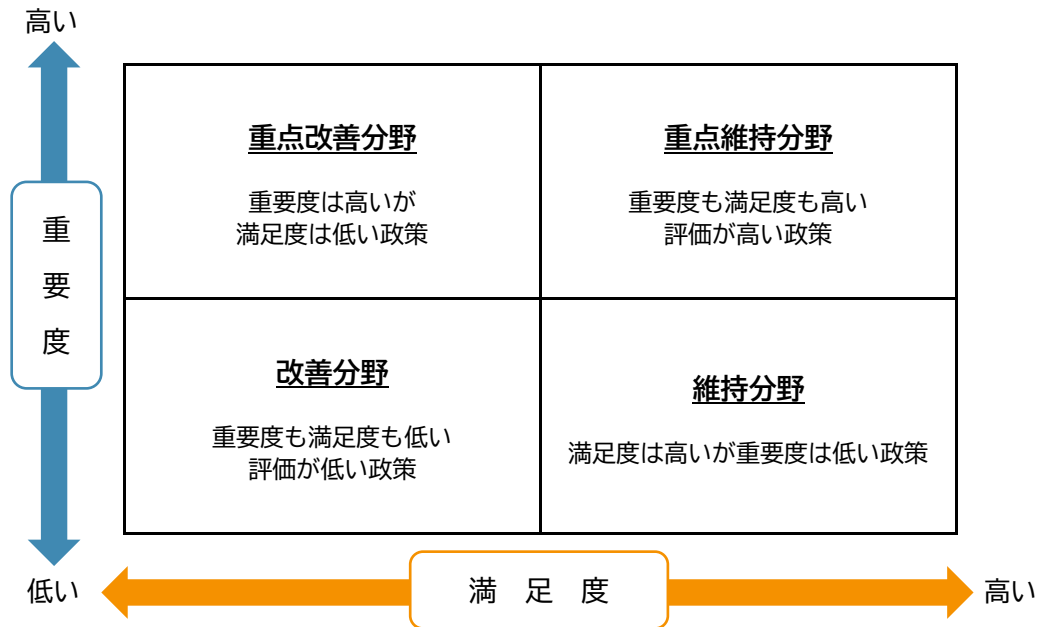 高い
重点改善分野
重要度は高いが
満足度は低い政策
重点維持分野
重要度も満足度も高い
評価が高い政策
重要度
改善分野
重要度も満足度も低い
評価が低い政策
維持分野
満足度は高いが重要度は低い政策
低い
満足度
高い